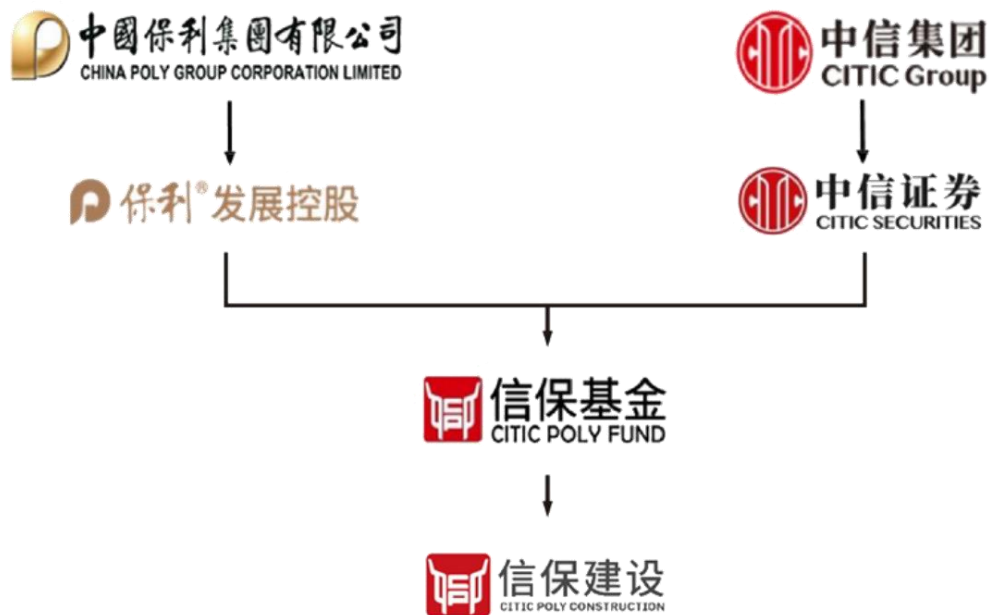 中國保利集團有限公司
CHINA POLY GROUP CORPORATION LIMITED
中信集团
CITIC Group
保利®发展控股
中信证券
CITIC SECURITIES
信保基金
CITIC POLY FUND
信保建设
CITIC POLY CONSTRUCTION